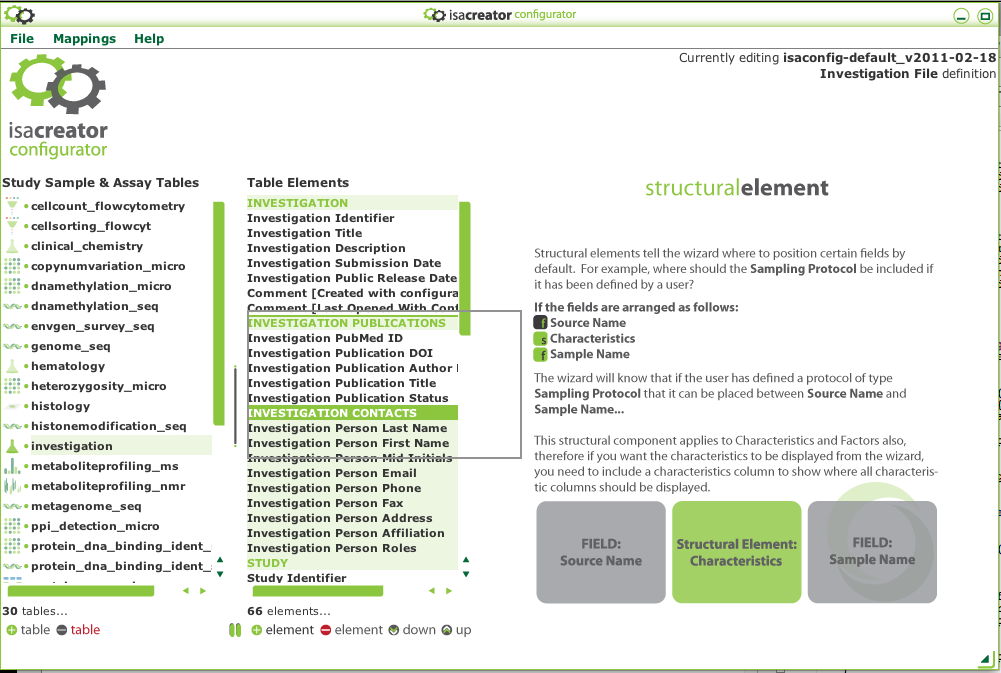 isacreator configurator
File Mappings Help
Currently editing isaconfig-default_v2011-02-18
Investigation File definition
isacreator
configurator
Study Sample & Assay Tables
cellcount_flowcytometry
cellsorting_flowcyt
clinical_chemistry
copynumvariation_micro
dnamethylation_micro
dnamethylation_seq
envgen_survey_seq
genome_seq
hematology
heterozygosity_micro
histology
histonemodification_seq
investigation
metaboliteprofiling_ms
metaboliteprofiling_nmr
metagenome_seq
ppi_detection_micro
protein_dna_binding_ident_
protein_dna_binding_ident_
30 tables...
table table
Table Elements
INVESTIGATION
Investigation Identifier
Investigation Title
Investigation Description
Investigation Submission Date
Investigation Public Release Date
Comment [Created with configura
Comment [Last Opened With Conf
INVESTIGATION PUBLICATIONS
Investigation PubMed ID
Investigation Publication DOI
Investigation Publication Author
Investigation Publication Title
Investigation Publication Status
INVESTIGATION CONTACTS
Investigation Person Last Name
Investigation Person First Name
Investigation Person Mid Initials
Investigation Person Email
Investigation Person Phone
Investigation Person Fax
Investigation Person Address
Investigation Person Affiliation
Investigation Person Roles
STUDY
Study Identifier
66 elements...
element element down up
structuralelement
Structural elements tell the wizard where to position certain fields by
default. For example, where should the Sampling Protocol be included if
it has been defined by a user?
If the fields are arranged as follows:
f Source Name
s Characteristics
f Sample Name
The wizard will know that if the user has defined a protocol of type
Sampling Protocol that it can be placed between Source Name and
Sample Name...
This structural component applies to Characteristics and Factors also,
therefore if you want the characteristics to be displayed from the wizard,
you need to include a characteristics column to show where all characteris-
tic columns should be displayed.
FIELD:
Source Name
Structural Element:
Characteristics
FIELD:
Sample Name